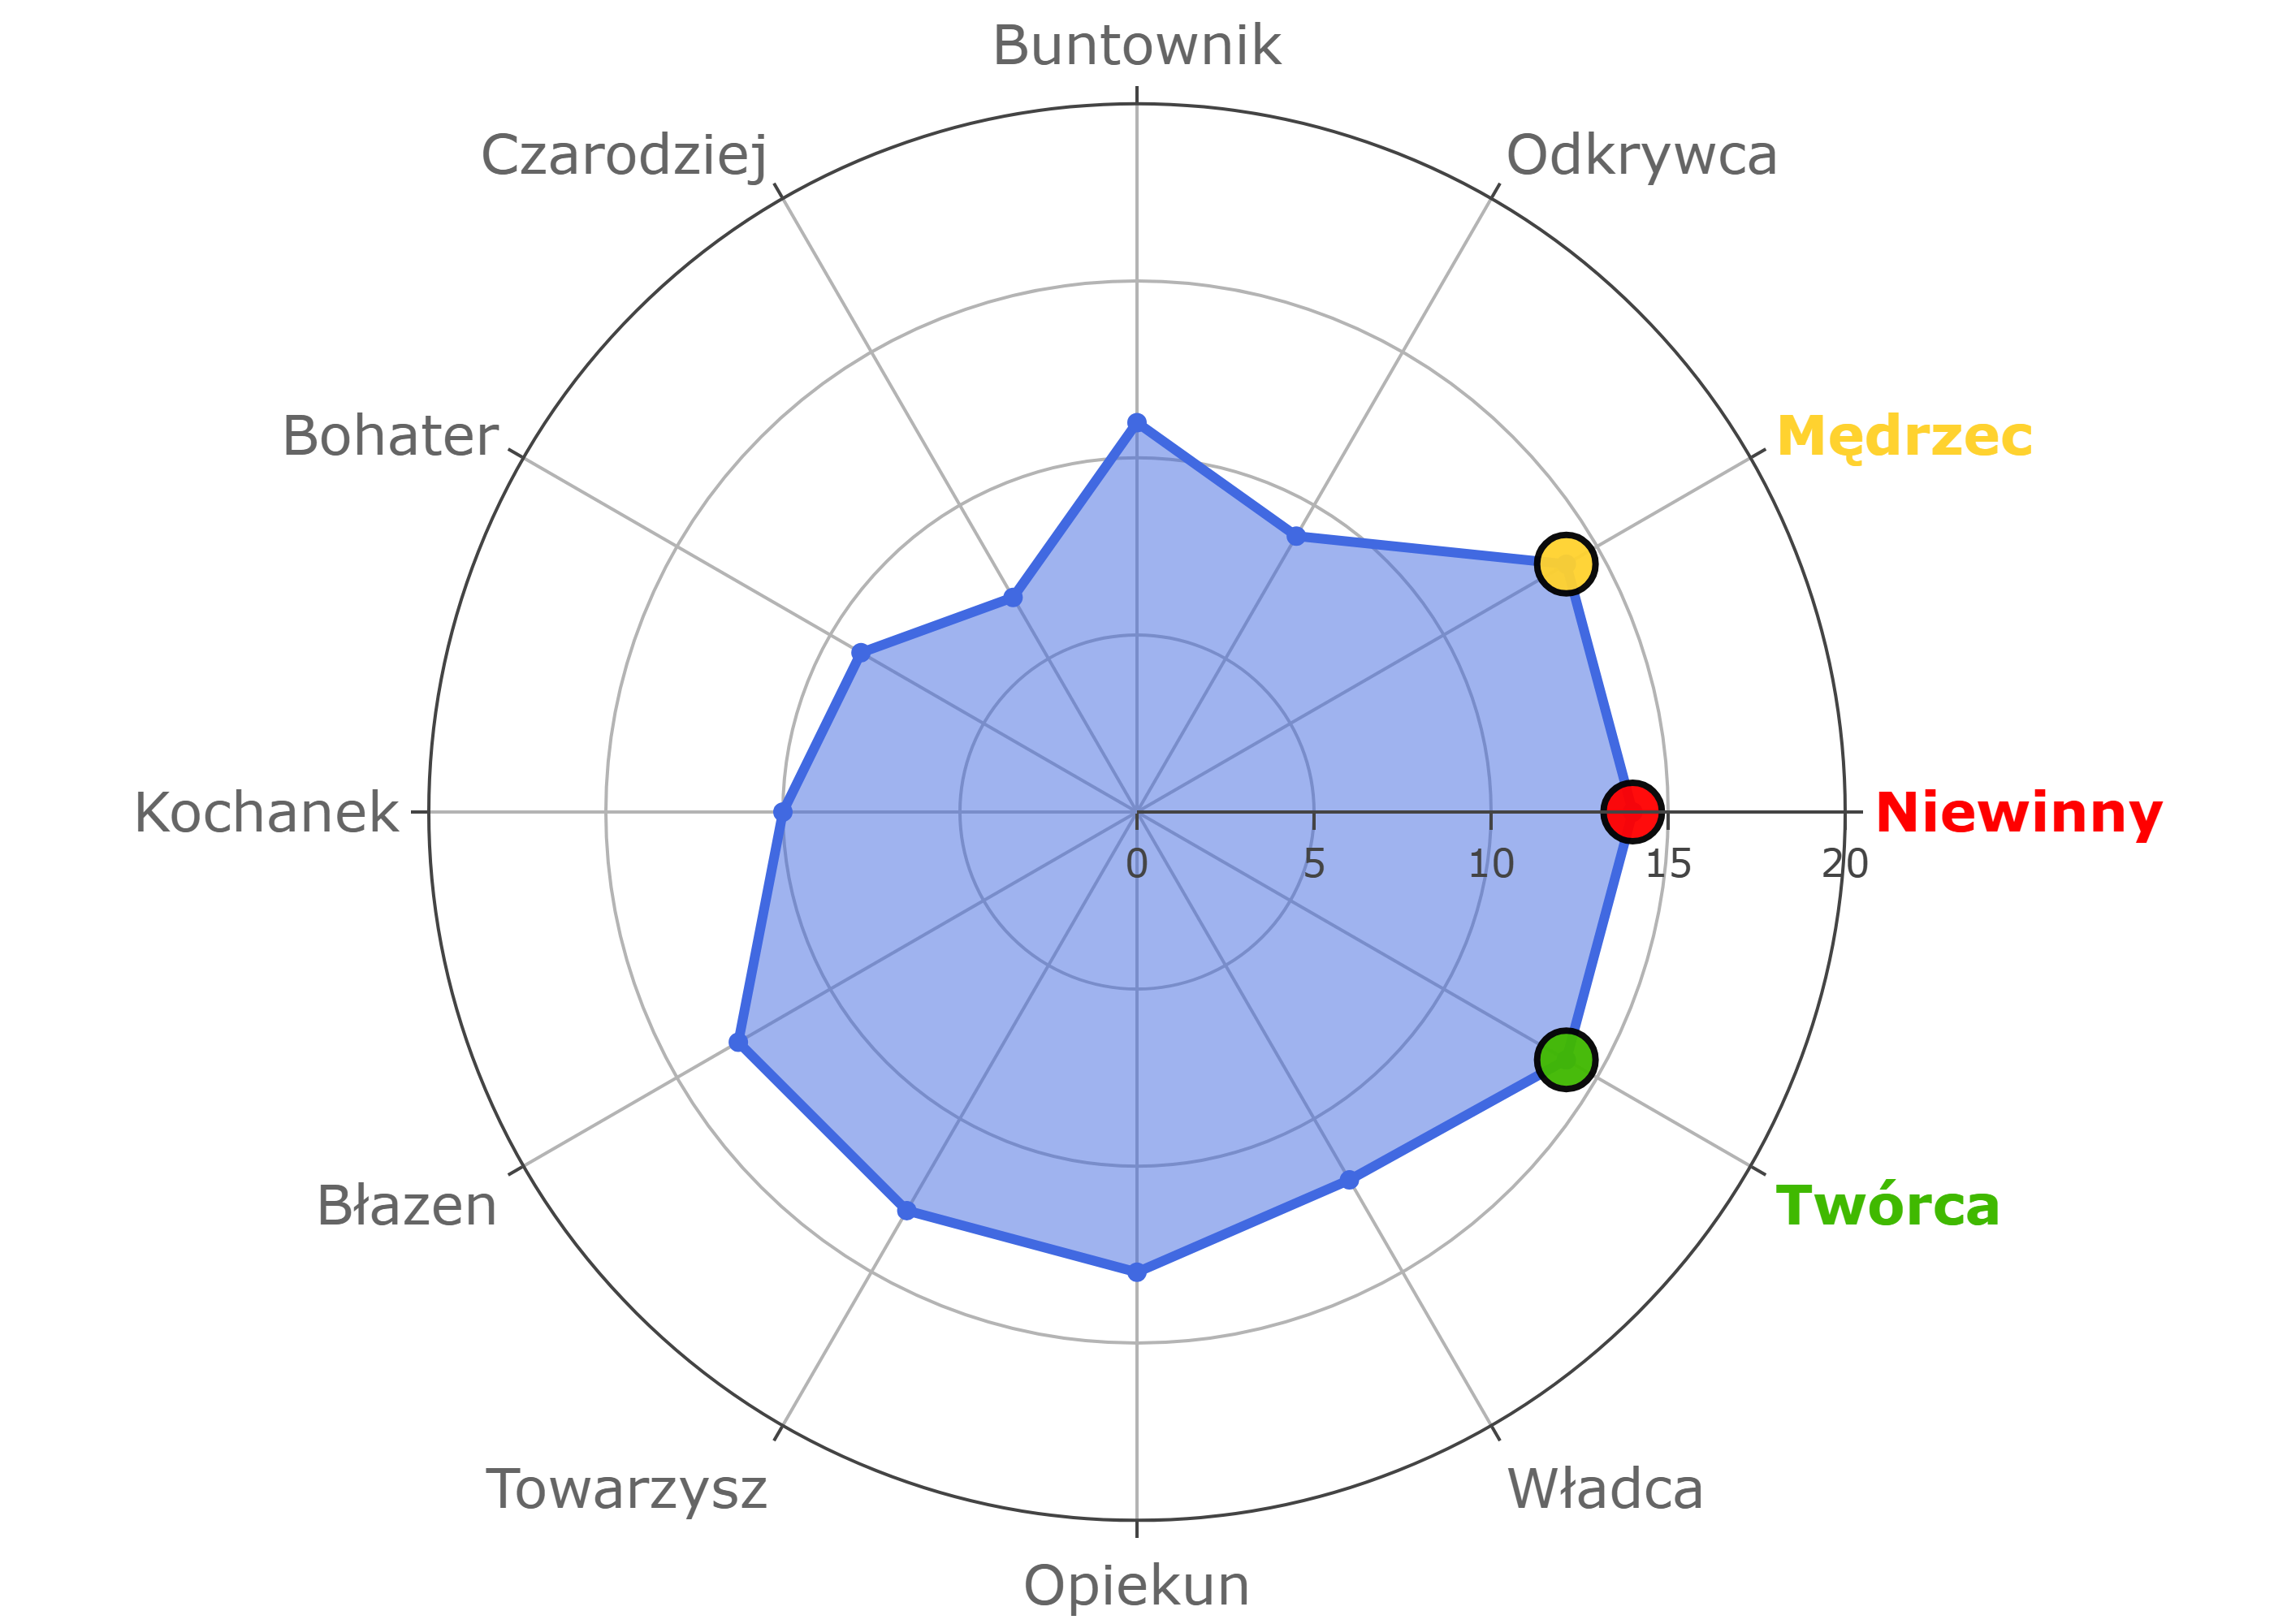 Buntownik
Czarodziej
Odkrywca
Bohater
Mędrzec
Kochanek
Niewinny
0 5 10 15 20
Błazen
Twórca
Towarzysz
Władca
Opiekun